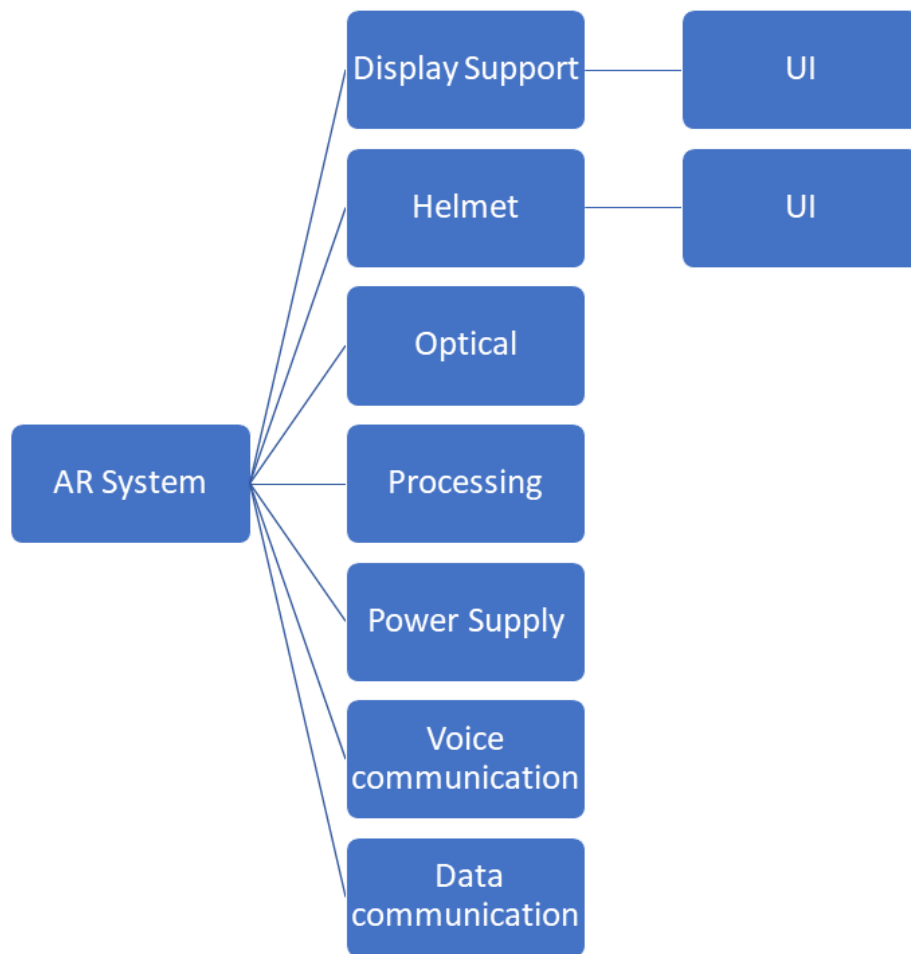 Display Support
UI
Helmet
UI
Optical
AR System
Processing
Power Supply
Voice
communication
Data
communication